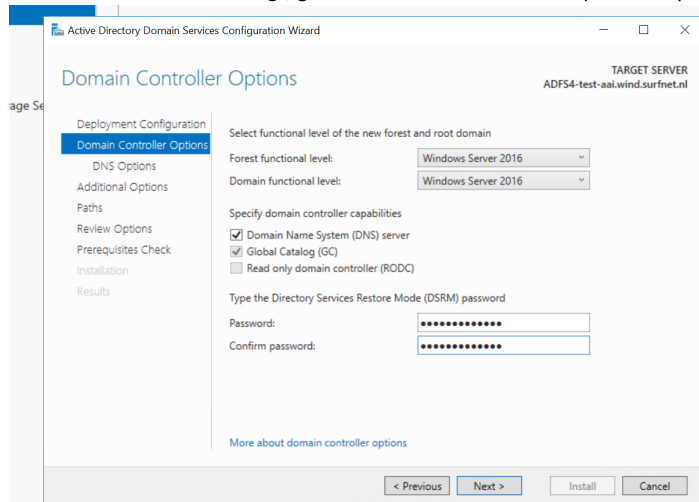 Active Directory Domain Services Configuration Wizard
Domain Controller Options
TARGET SERVER
ADFS4-test-aai.wind.surfnet.nl
age Se
Deployment Configuration
Domain Controller Options
DNS Options
Additional Options
Paths
Review Options
Prerequisites Check
Installation
Results
Select functional level of the new forest and root domain
Forest functional level: Windows Server 2016
Domain functional level: Windows Server 2016
Specify domain controller capabilities
Domain Name System (DNS) server
Global Catalog (GC)
Read only domain controller (RODC)
Type the Directory Services Restore Mode (DSRM) password
Password: •••••••••••••
Confirm password: •••••••••••••
More about domain controller options
< Previous Next > Install Cancel